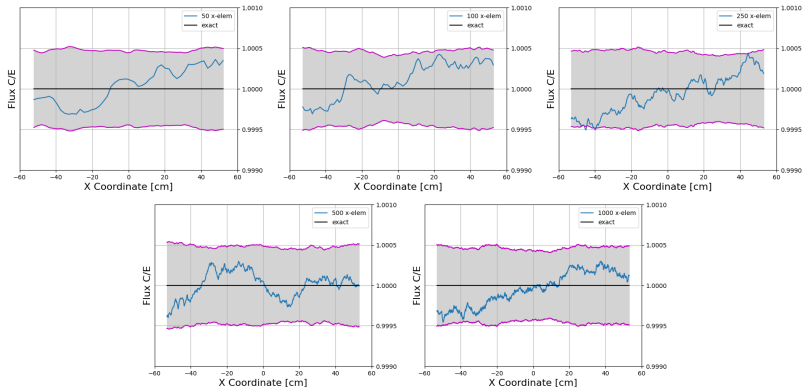 50 x-elem
exact
Flux C/E
1.0010
1.0005
1.0000
0.9995
0.9990
−60 −40 −20 0 20 40 60
X Coordinate [cm]
100 x-elem
exact
Flux C/E
1.0010
1.0005
1.0000
0.9995
0.9990
−60 −40 −20 0 20 40 60
X Coordinate [cm]
250 x-elem
exact
Flux C/E
1.0010
1.0005
1.0000
0.9995
0.9990
−60 −40 −20 0 20 40 60
X Coordinate [cm]
500 x-elem
exact
Flux C/E
1.0010
1.0005
1.0000
0.9995
0.9990
−60 −40 −20 0 20 40 60
X Coordinate [cm]
1000 x-elem
exact
Flux C/E
1.0010
1.0005
1.0000
0.9995
0.9990
−60 −40 −20 0 20 40 60
X Coordinate [cm]